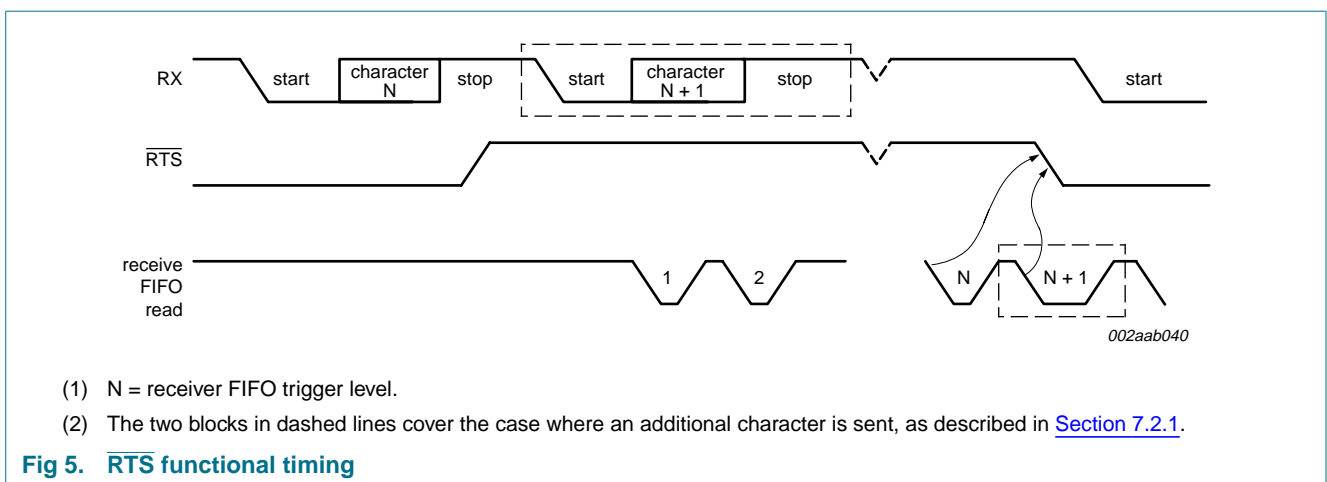 RX
start
character
N
stop
start
character
N + 1
stop
start
RTS
receive
FIFO
read
1
2
N
N + 1
002aab040
(1) N = receiver FIFO trigger level.
(2) The two blocks in dashed lines cover the case where an additional character is sent, as described in Section 7.2.1.
Fig 5. RTS functional timing